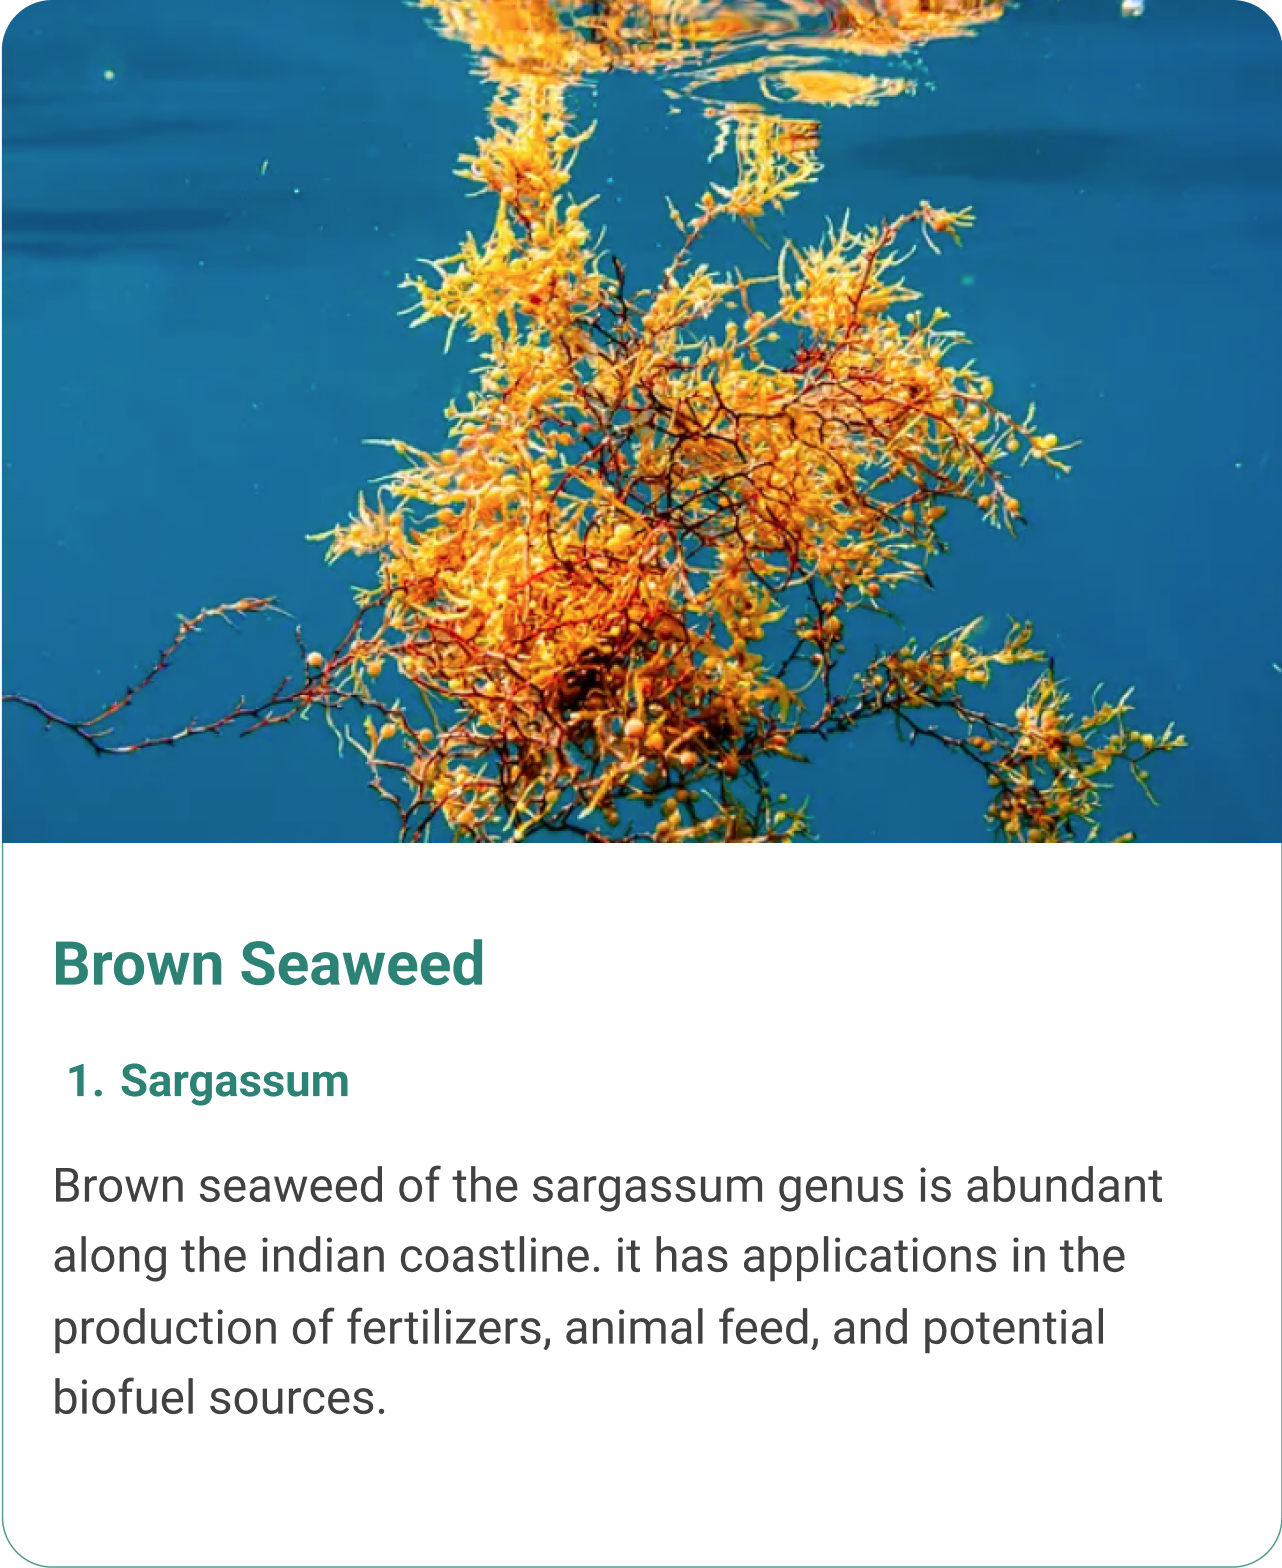 Brown Seaweed
1. Sargassum
Brown seaweed of the sargassum genus is abundant
along the indian coastline. it has applications in the
production of fertilizers, animal feed, and potential
biofuel sources.